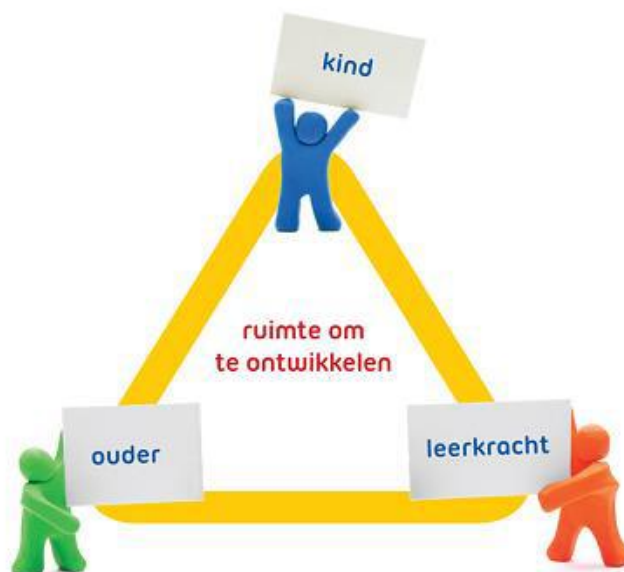 kind
ruimte om
te ontwikkelen
ouder
leerkracht